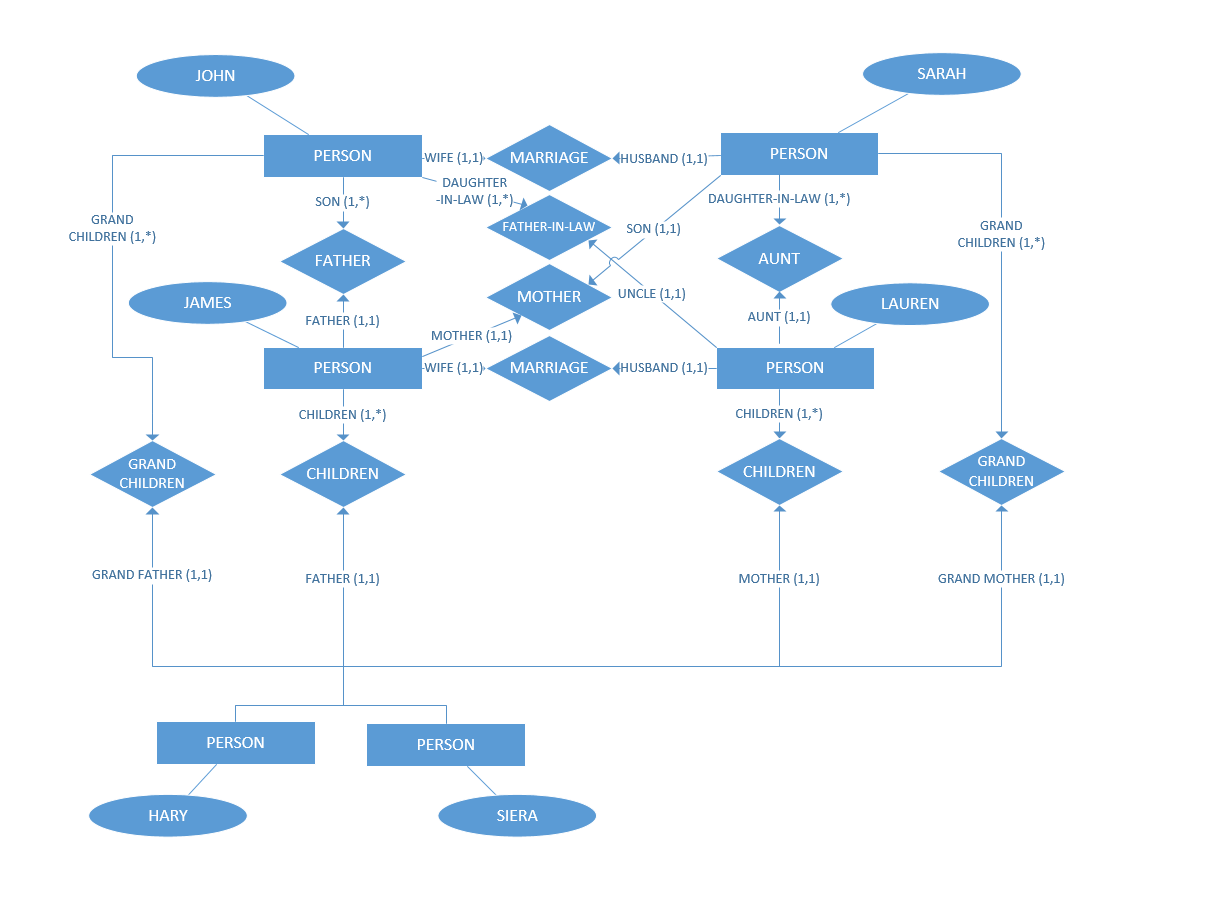 JOHN
SARAH
PERSON
WIFE (1,1)
MARRIAGE
HUSBAND (1,1)
PERSON
DAUGHTER
-IN-LAW (1,*)
SON (1,*)
DAUGHTER-IN-LAW (1,*)
GRAND
CHILDREN (1,*)
FATHER-IN-LAW
SON (1,1)
GRAND
CHILDREN (1,*)
FATHER
AUNT
JAMES
MOTHER
UNCLE (1,1)
LAUREN
FATHER (1,1)
AUNT (1,1)
MOTHER (1,1)
PERSON
WIFE (1,1)
MARRIAGE
HUSBAND (1,1)
PERSON
CHILDREN (1,*)
CHILDREN (1,*)
GRAND
CHILDREN
CHILDREN
CHILDREN
GRAND
CHILDREN
GRAND FATHER (1,1)
FATHER (1,1)
MOTHER (1,1)
GRAND MOTHER (1,1)
PERSON
PERSON
HARY
SIERA